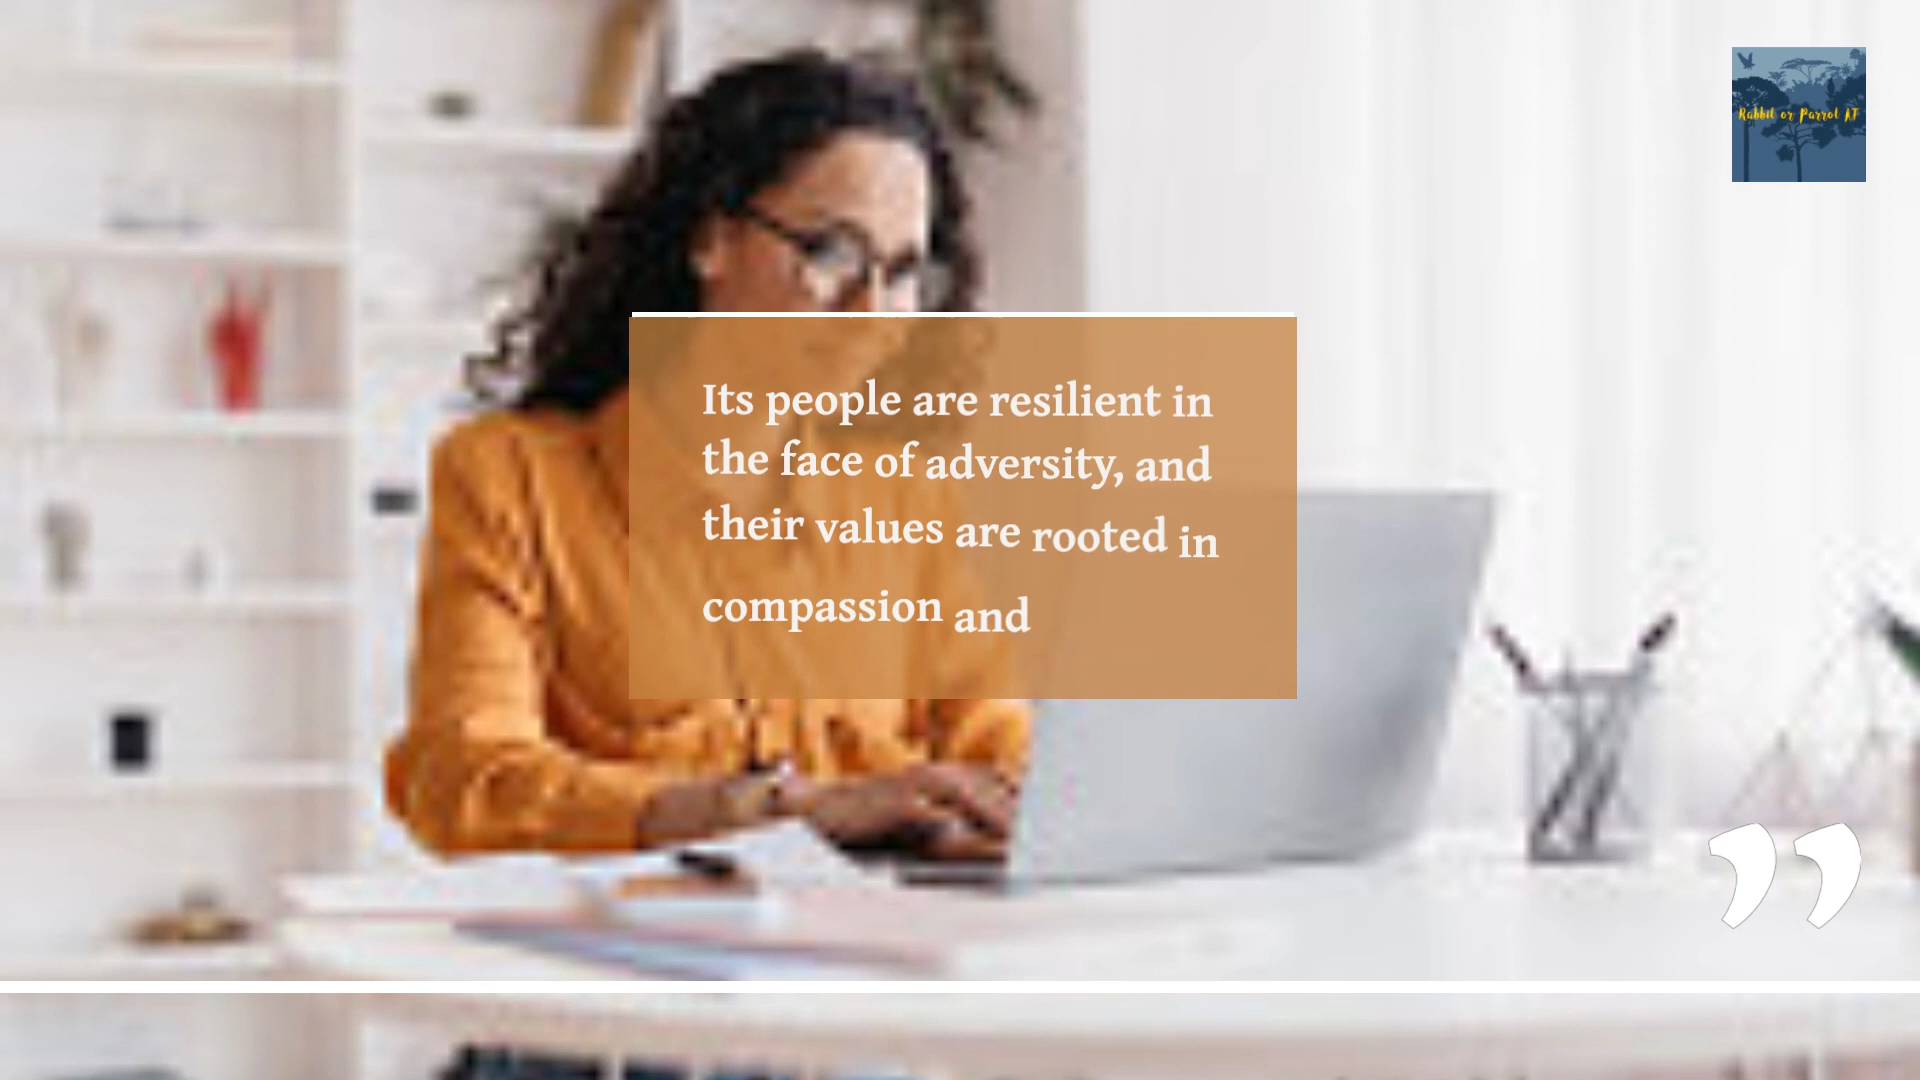 Rabbit or Parrot AF
Its people are resilient in
the face of adversity, and
their values are rooted in
compassion and